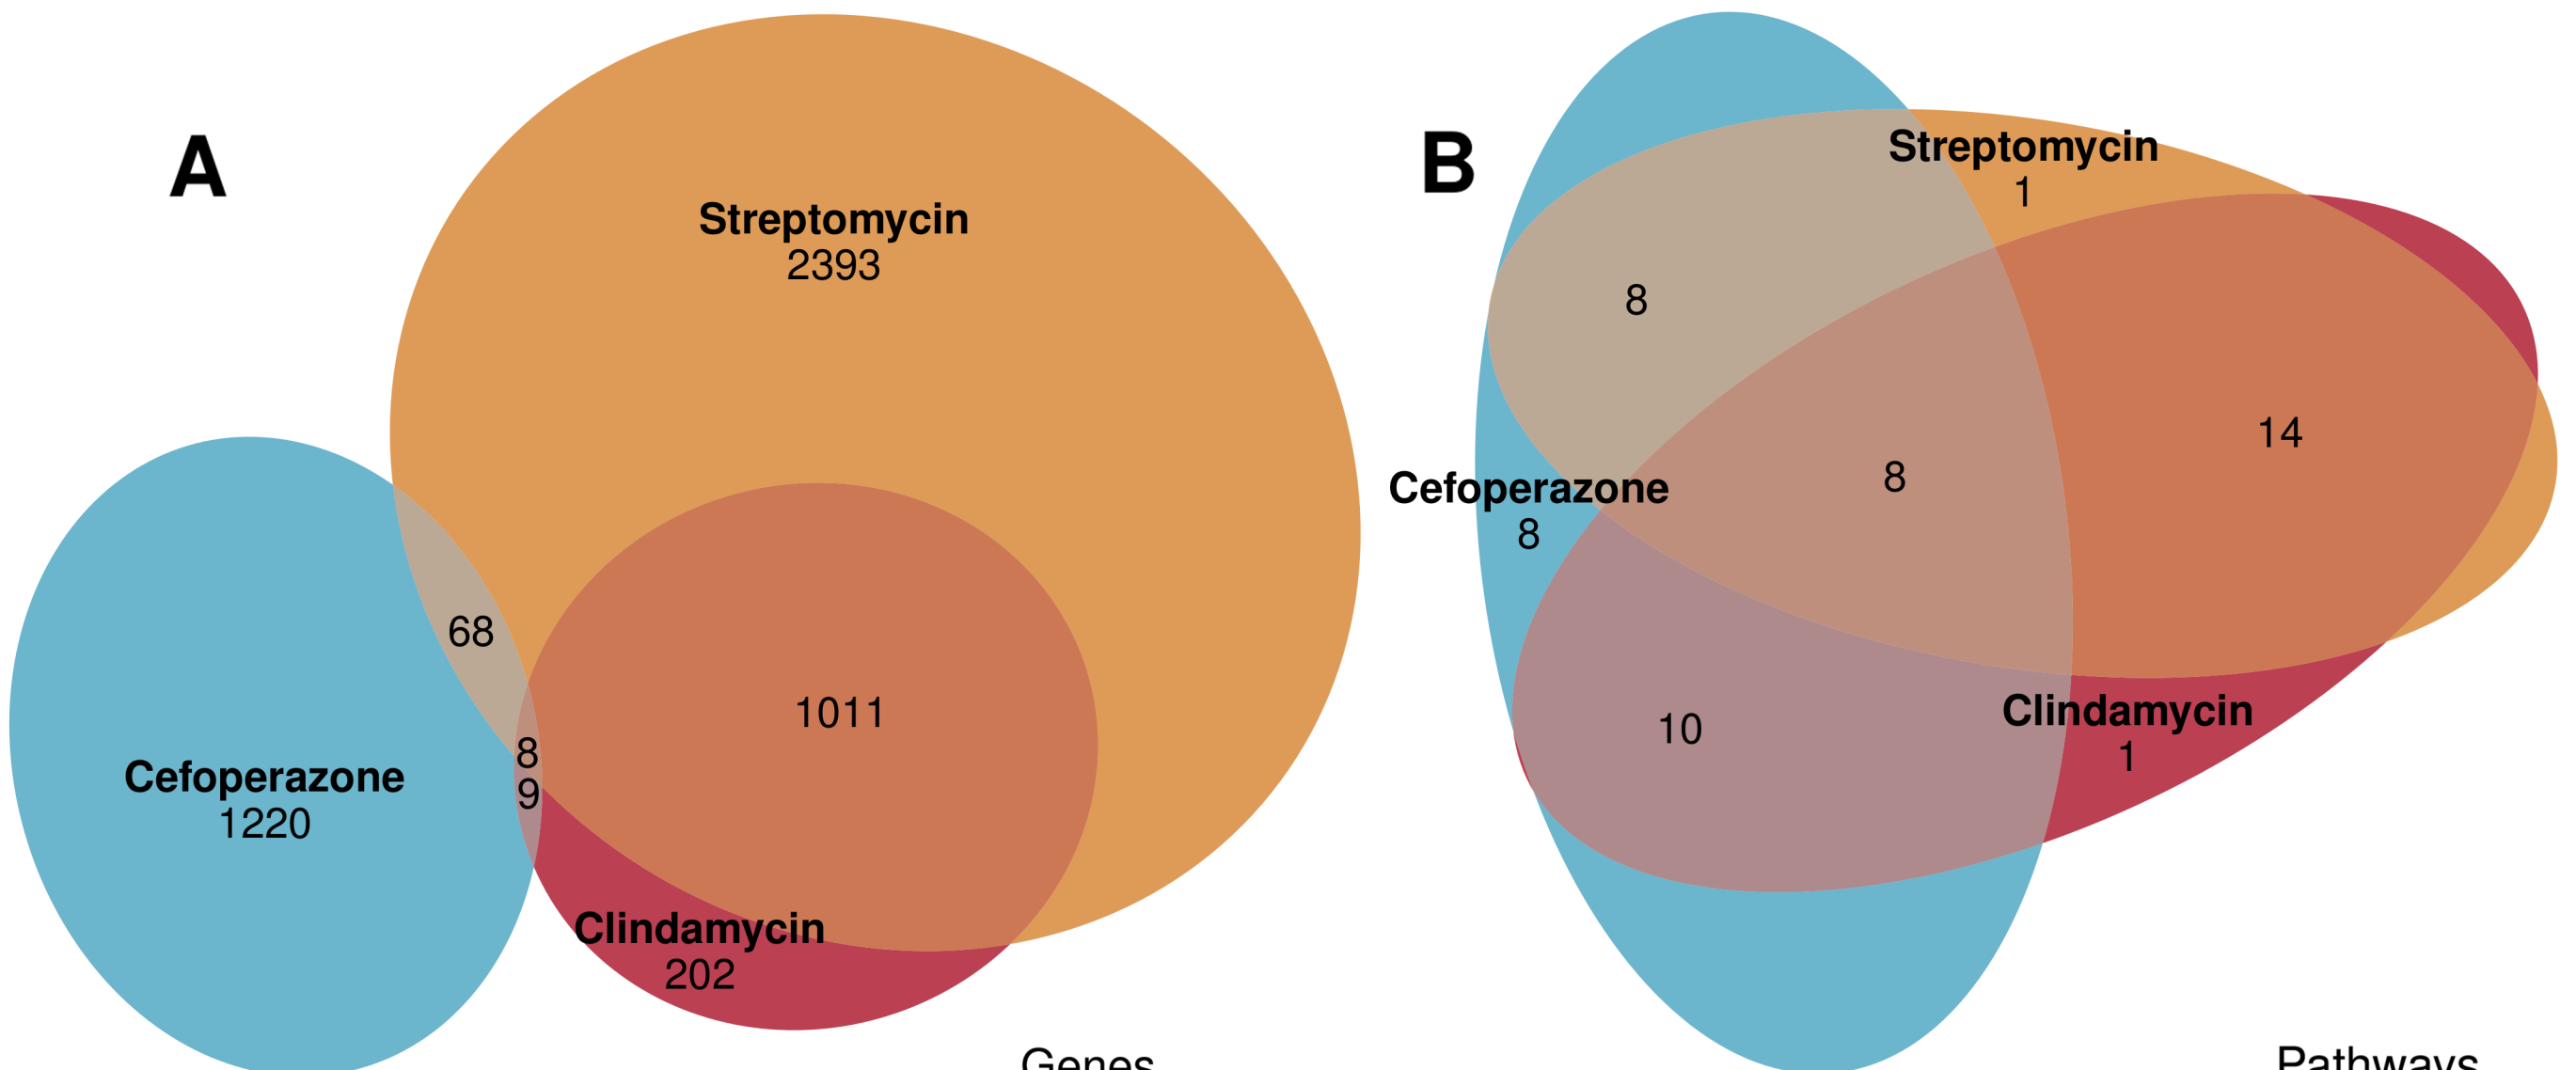 A
Streptomycin
2393
68
1011
8
9
Cefoperazone
1220
Clindamycin
202
Genes
B
Streptomycin
1
8
14
8
Cefoperazone
8
10
Clindamycin
1
Pathways